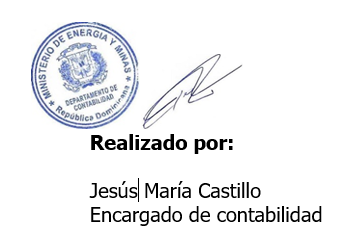 MINISTERIO DE ENERGIA Y MINAS
DEPARTAMENTO DE
CONTABILIDAD
República Dominicana
Realizado por:
Jesús María Castillo
Encargado de contabilidad